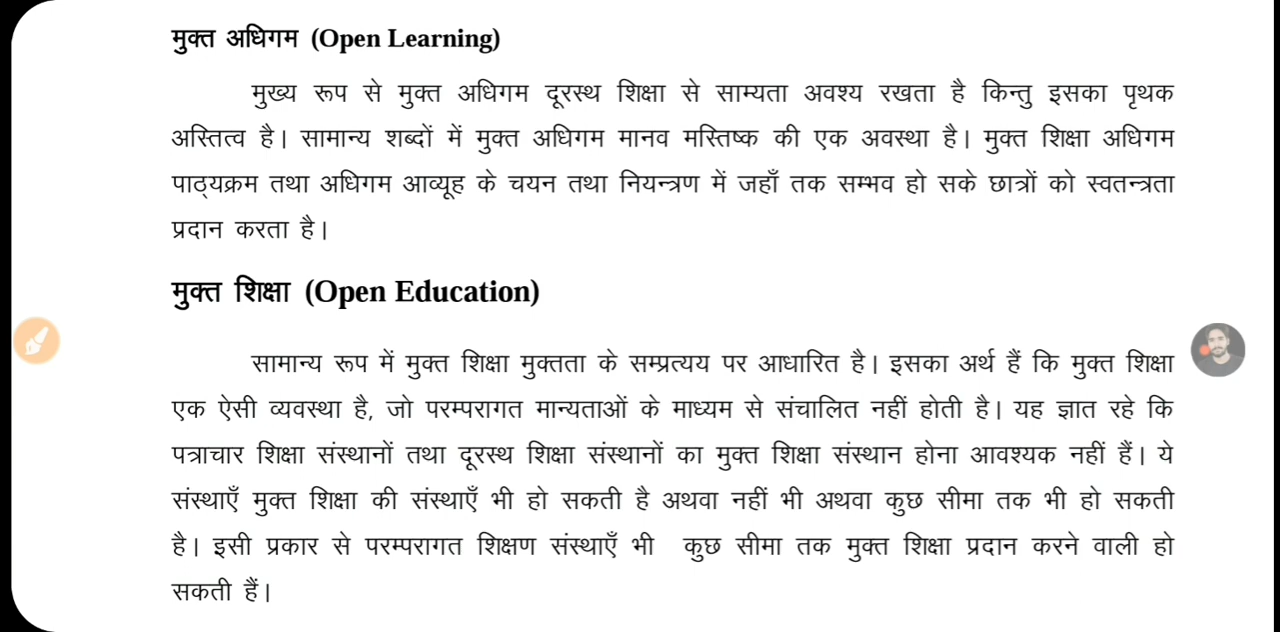 मुक्त अधिगम (Open Learning)
मुख्य रूप से मुक्त अधिगम दूरस्थ शिक्षा से साम्यता अवश्य रखता है किन्तु इसका पृथक
अस्तित्व है। सामान्य शब्दों में मुक्त अधिगम मानव मस्तिष्क की एक अवस्था है। मुक्त शिक्षा अधिगम
पाठ्यक्रम तथा अधिगम आव्यूह के चयन तथा नियन्त्रण में जहाँ तक सम्भव हो सके छात्रों को स्वतन्त्रता
प्रदान करता है।
मुक्त शिक्षा (Open Education)
सामान्य रूप में मुक्त शिक्षा मुक्तता के सम्प्रत्यय पर आधारित है। इसका अर्थ हैं कि मुक्त शिक्षा
एक ऐसी व्यवस्था है, जो परम्परागत मान्यताओं के माध्यम से संचालित नहीं होती है। यह ज्ञात रहे कि
पत्राचार शिक्षा संस्थानों तथा दूरस्थ शिक्षा संस्थानों का मुक्त शिक्षा संस्थान होना आवश्यक नहीं हैं। ये
संस्थाएँ मुक्त शिक्षा की संस्थाएँ भी हो सकती है अथवा नहीं भी अथवा कुछ सीमा तक भी हो सकती
है। इसी प्रकार से परम्परागत शिक्षण संस्थाएँ भी कुछ सीमा तक मुक्त शिक्षा प्रदान करने वाली हो
सकती हैं।